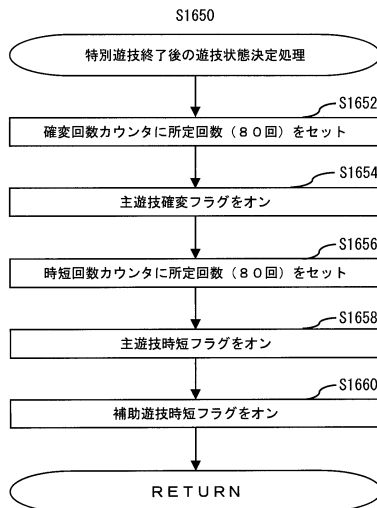 S1650
特別遊技終了後の遊技状態決定処理
S1652
確変回数カウンタに所定回数（８０回）をセット
S1654
主遊技確変フラグをオン
S1656
時短回数カウンタに所定回数（８０回）をセット
S1658
主遊技時短フラグをオン
S1660
補助遊技時短フラグをオン
ＲＥＴＵＲＮ